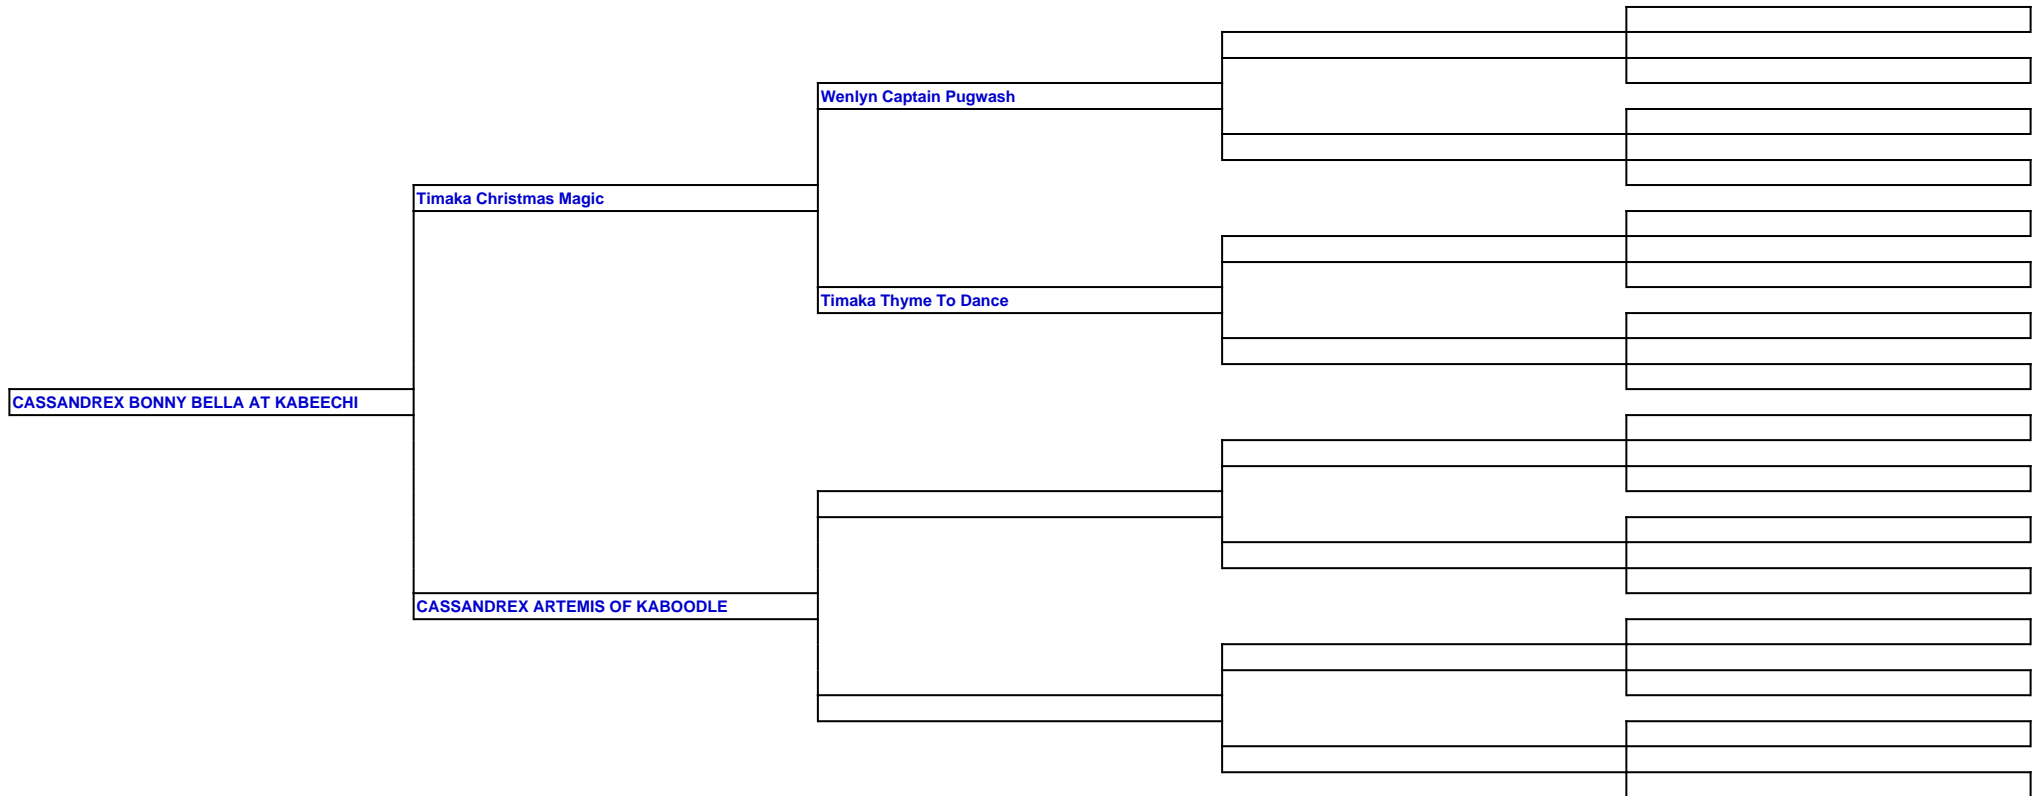 Wenlyn Captain Pugwash
Timaka Christmas Magic
Timaka Thyme To Dance
CASSANDREX BONNY BELLA AT KABEECHI
CASSANDREX ARTEMIS OF KABOODLE